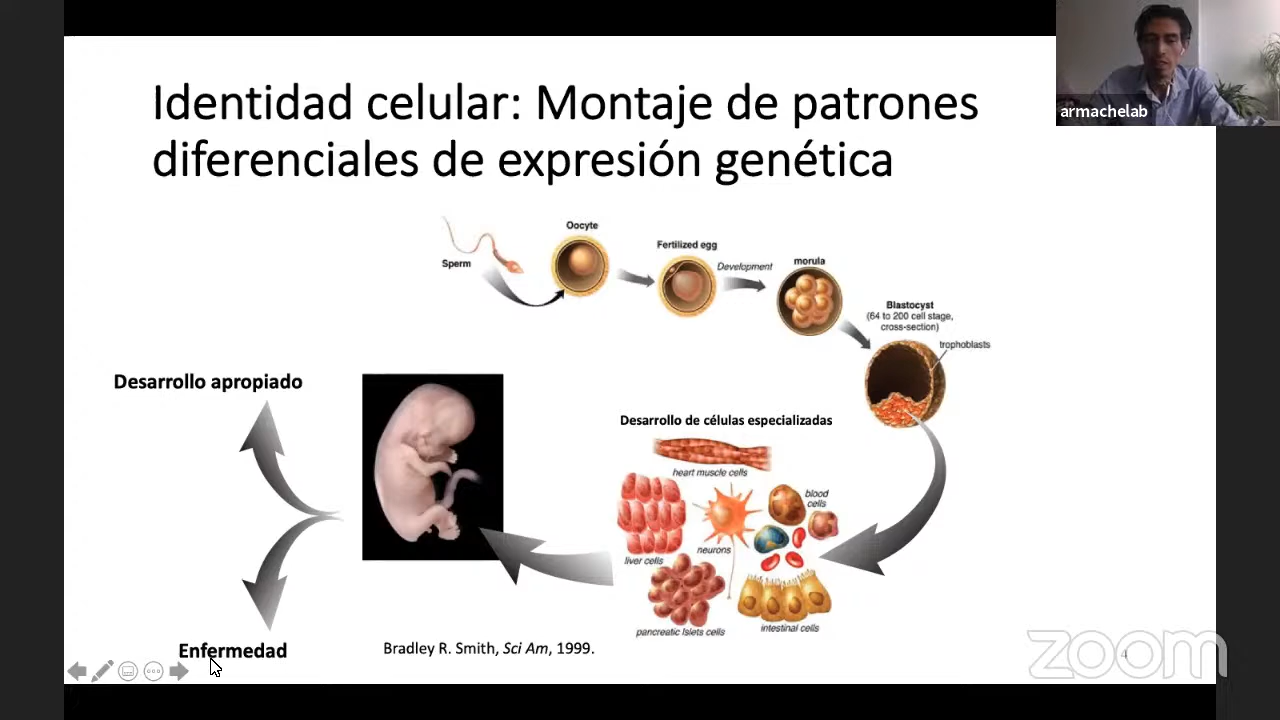 Identidad celular: Montaje de patrones
diferenciales de expresión genética
armachelab
Sperm
Oocyte
Fertilized egg
Development
morula
Blastocyst
(64 to 200 cell stage,
cross-section)
trophoblasts
Desarrollo apropiado
Desarrollo de células especializadas
heart muscle cells
blood
cells
neurons
liver cells
pancreatic Islets cells
intestinal cells
Enfermedad
Bradley R. Smith, Sci Am, 1999.
4
zoom